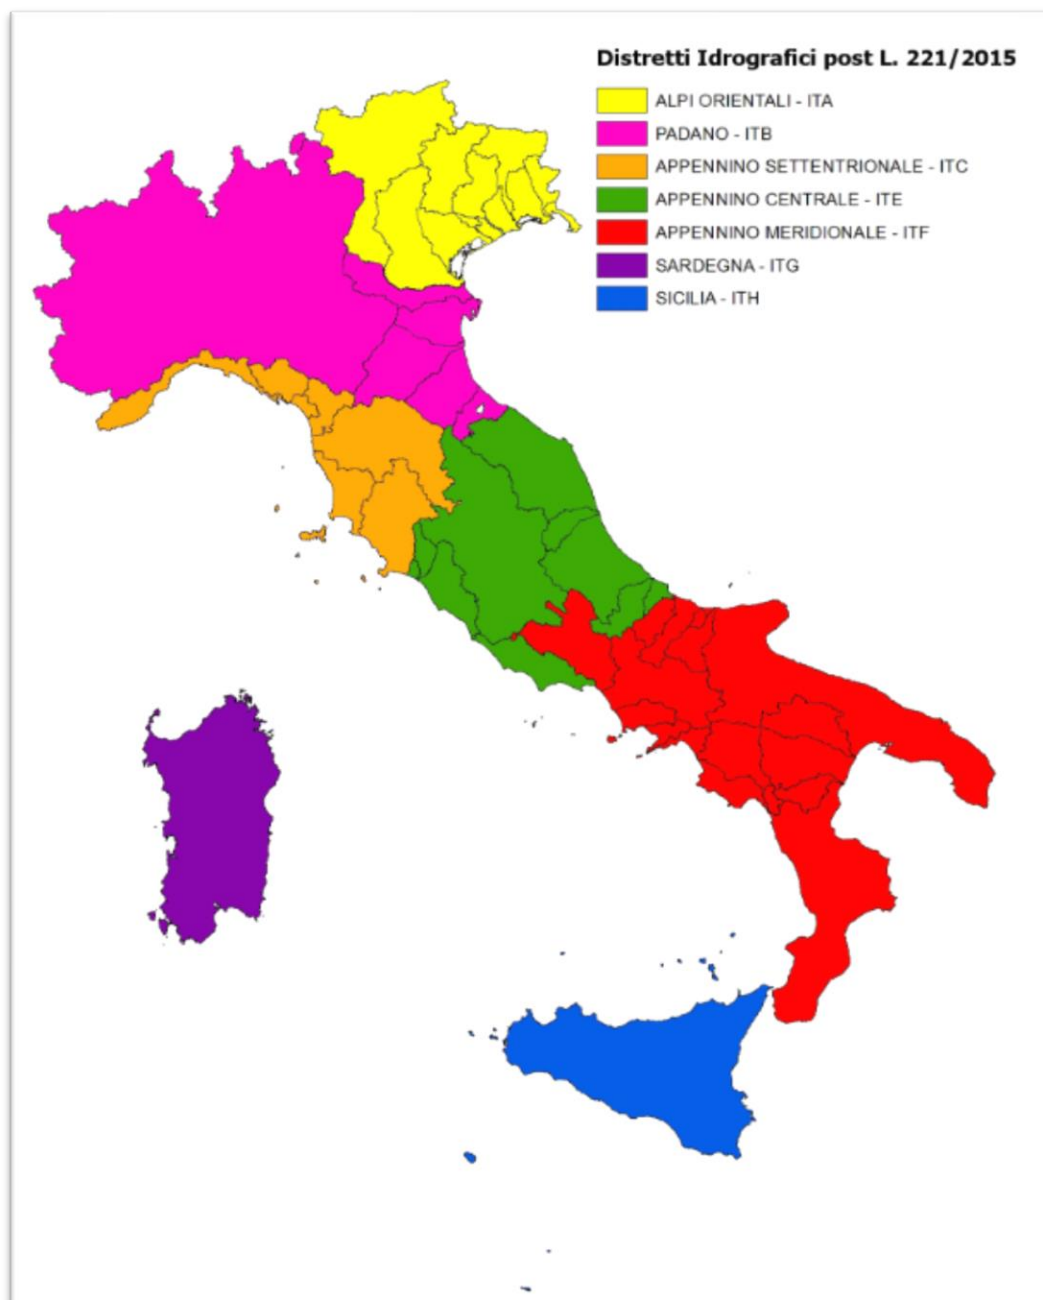 Distretti Idrografici post L. 221/2015
ALPI ORIENTALI - ITA
PADANO - ITB
APPENNINO SETTENTRIONALE - ITC
APPENNINO CENTRALE - ITE
APPENNINO MERIDIONALE - ITF
SARDEGNA - ITG
SICILIA - ITH